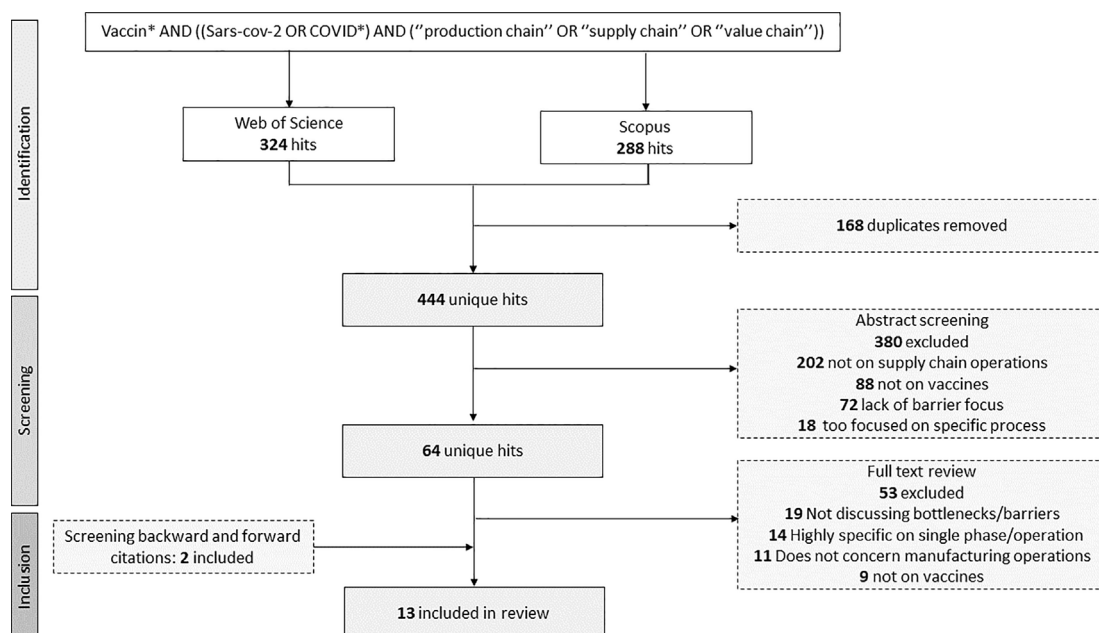 Vaccin* AND ((Sars-cov-2 OR COVID*) AND (‘‘production chain’’ OR ‘‘supply chain’’ OR ‘‘value chain’’))
Identification
Web of Science
324 hits
Scopus
288 hits
168 duplicates removed
444 unique hits
Screening
Abstract screening
380 excluded
202 not on supply chain operations
88 not on vaccines
72 lack of barrier focus
18 too focused on specific process
64 unique hits
Full text review
53 excluded
19 Not discussing bottlenecks/barriers
14 Highly specific on single phase/operation
11 Does not concern manufacturing operations
9 not on vaccines
Inclusion
Screening backward and forward
citations: 2 included
13 included in review